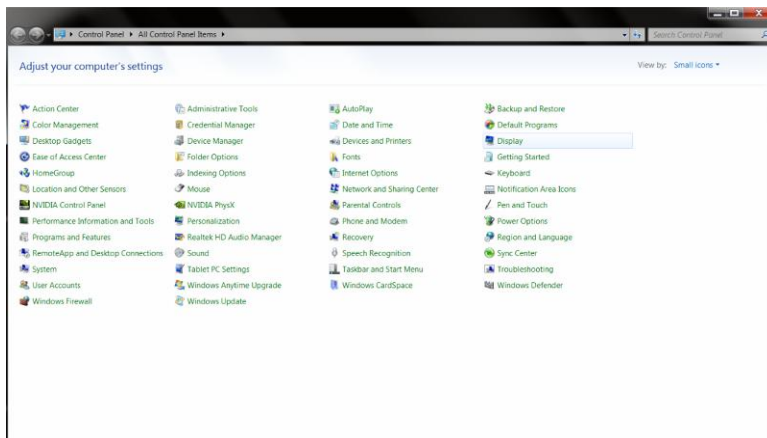 Control Panel ▸ All Control Panel Items ▸ Search Control Panel
Adjust your computer's settings View by: Small icons
Action Center Administrative Tools AutoPlay Backup and Restore
Color Management Credential Manager Date and Time Default Programs
Desktop Gadgets Device Manager Devices and Printers Display
Ease of Access Center Folder Options Fonts Getting Started
HomeGroup Indexing Options Internet Options Keyboard
Location and Other Sensors Mouse Network and Sharing Center Notification Area Icons
NVIDIA Control Panel NVIDIA PhysX Parental Controls Pen and Touch
Performance Information and Tools Personalization Phone and Modem Power Options
Programs and Features Realtek HD Audio Manager Recovery Region and Language
RemoteApp and Desktop Connections Sound Speech Recognition Sync Center
System Tablet PC Settings Taskbar and Start Menu Troubleshooting
User Accounts Windows Anytime Upgrade Windows CardSpace Windows Defender
Windows Firewall Windows Update